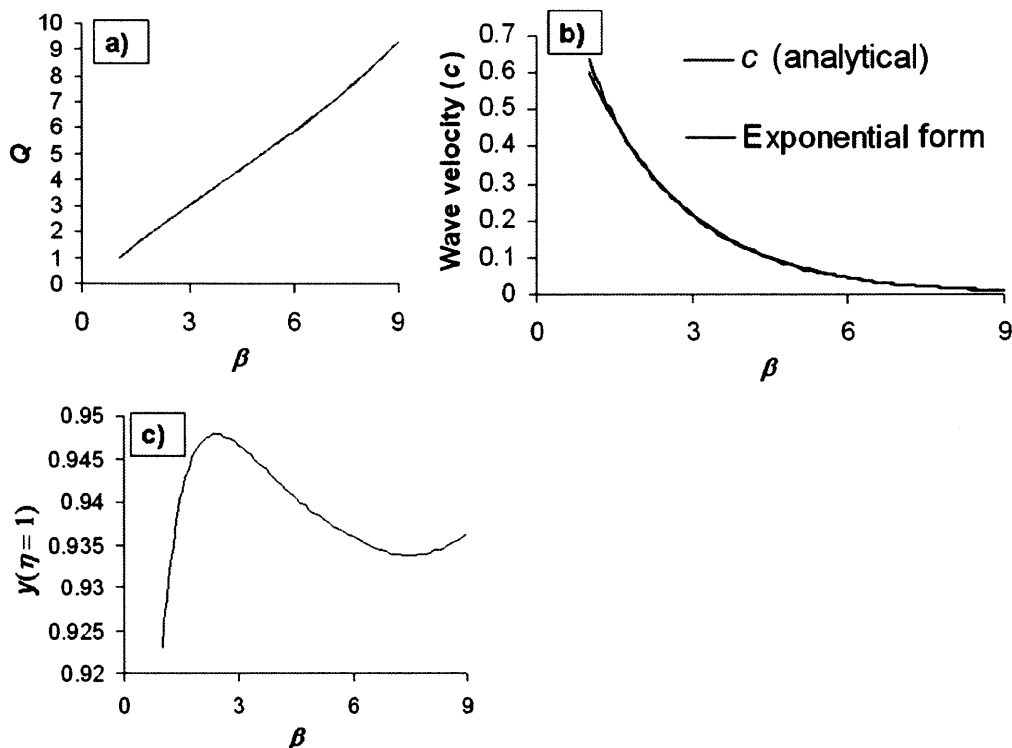 a)
10
9
8
7
6
5
4
3
2
1
0
Q
0 3 6 9
β
b)
0.7
0.6
0.5
0.4
0.3
0.2
0.1
0
Wave velocity (c)
c (analytical)
Exponential form
0 3 6 9
β
c)
0.95
0.945
0.94
0.935
0.93
0.925
0.92
y(η = 1)
0 3 6 9
β